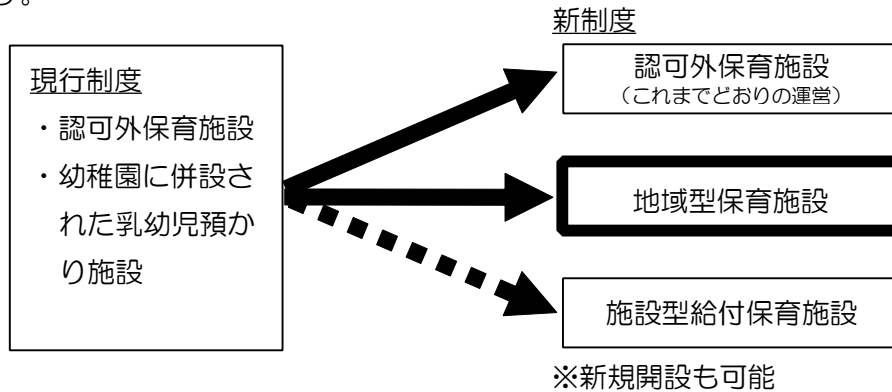 る。
現行制度
・認可外保育施設
・幼稚園に併設さ
れた乳幼児預か
り施設
新制度
認可外保育施設
（これまでどおりの運営）
地域型保育施設
施設型給付保育施設
※新規開設も可能